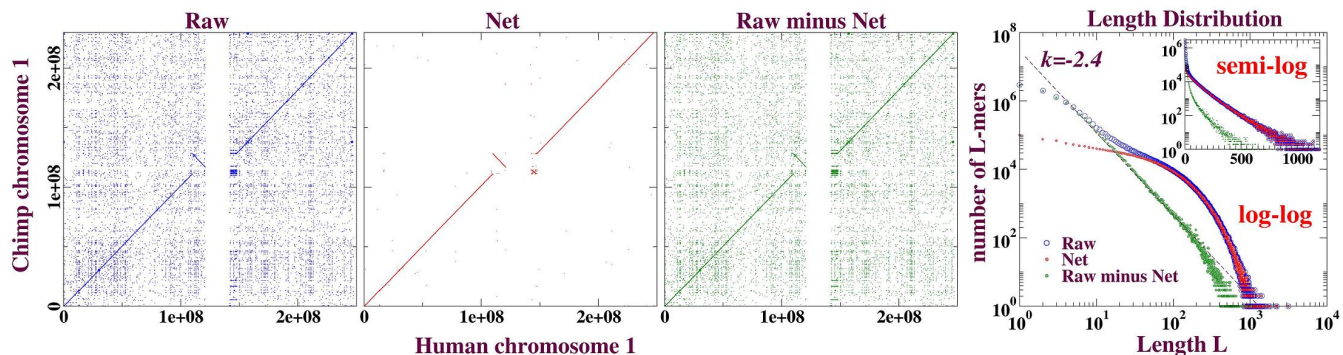 Raw
Net
Raw minus Net
Length Distribution
Chimp chromosome 1
0
1e+08
2e+08
0
1e+08
2e+08
0
1e+08
2e+08
0
1e+08
2e+08
Human chromosome 1
number of L-mers
10^8
10^6
10^4
10^2
10^0
k=-2.4
semi-log
10^6
10^4
10^2
10^0
0
500
1000
log-log
Raw
Net
Raw minus Net
10^0
10^1
10^2
10^3
10^4
Length L